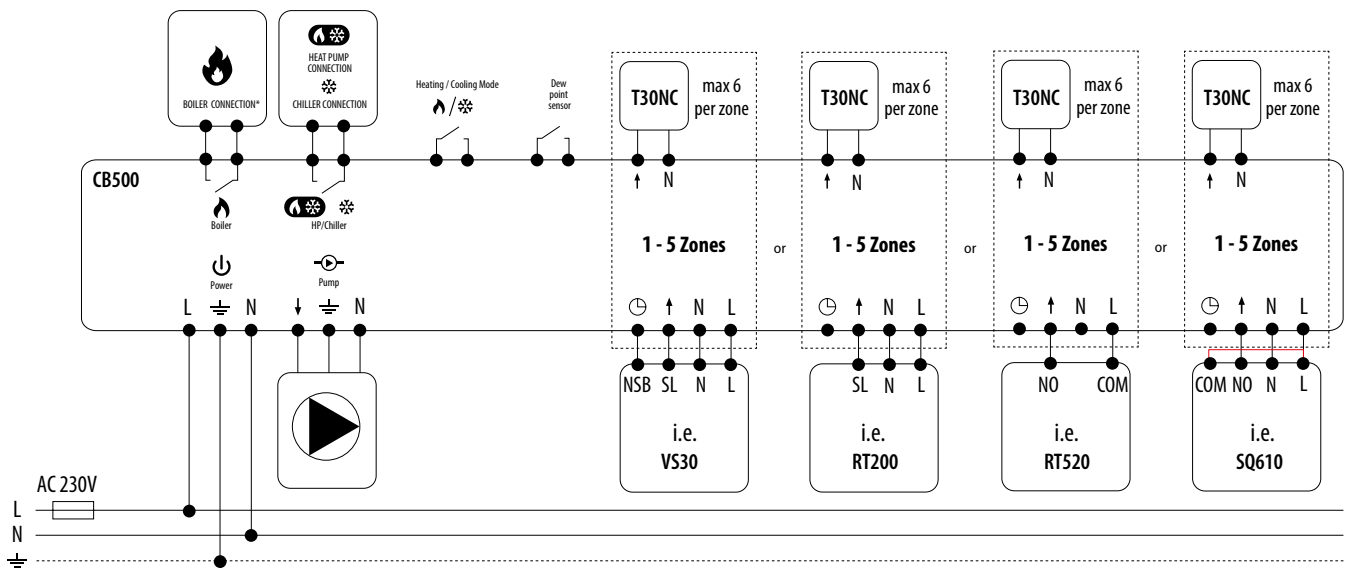 BOILER CONNECTION*
HEAT PUMP
CONNECTION
CHILLER CONNECTION
Heating / Cooling Mode
/
Dew
point
sensor
T30NC
max 6
per zone
T30NC
max 6
per zone
T30NC
max 6
per zone
T30NC
max 6
per zone
CB500
Boiler
HP/Chiller
Power
Pump
L
N
N
N
1 - 5 Zones
N
L
or
N
1 - 5 Zones
N
L
or
N
1 - 5 Zones
N
L
or
N
1 - 5 Zones
N
L
NSB SL N L
i.e.
VS30
SL N L
i.e.
RT200
NO COM
i.e.
RT520
COM NO N L
i.e.
SQ610
AC 230V
L
N